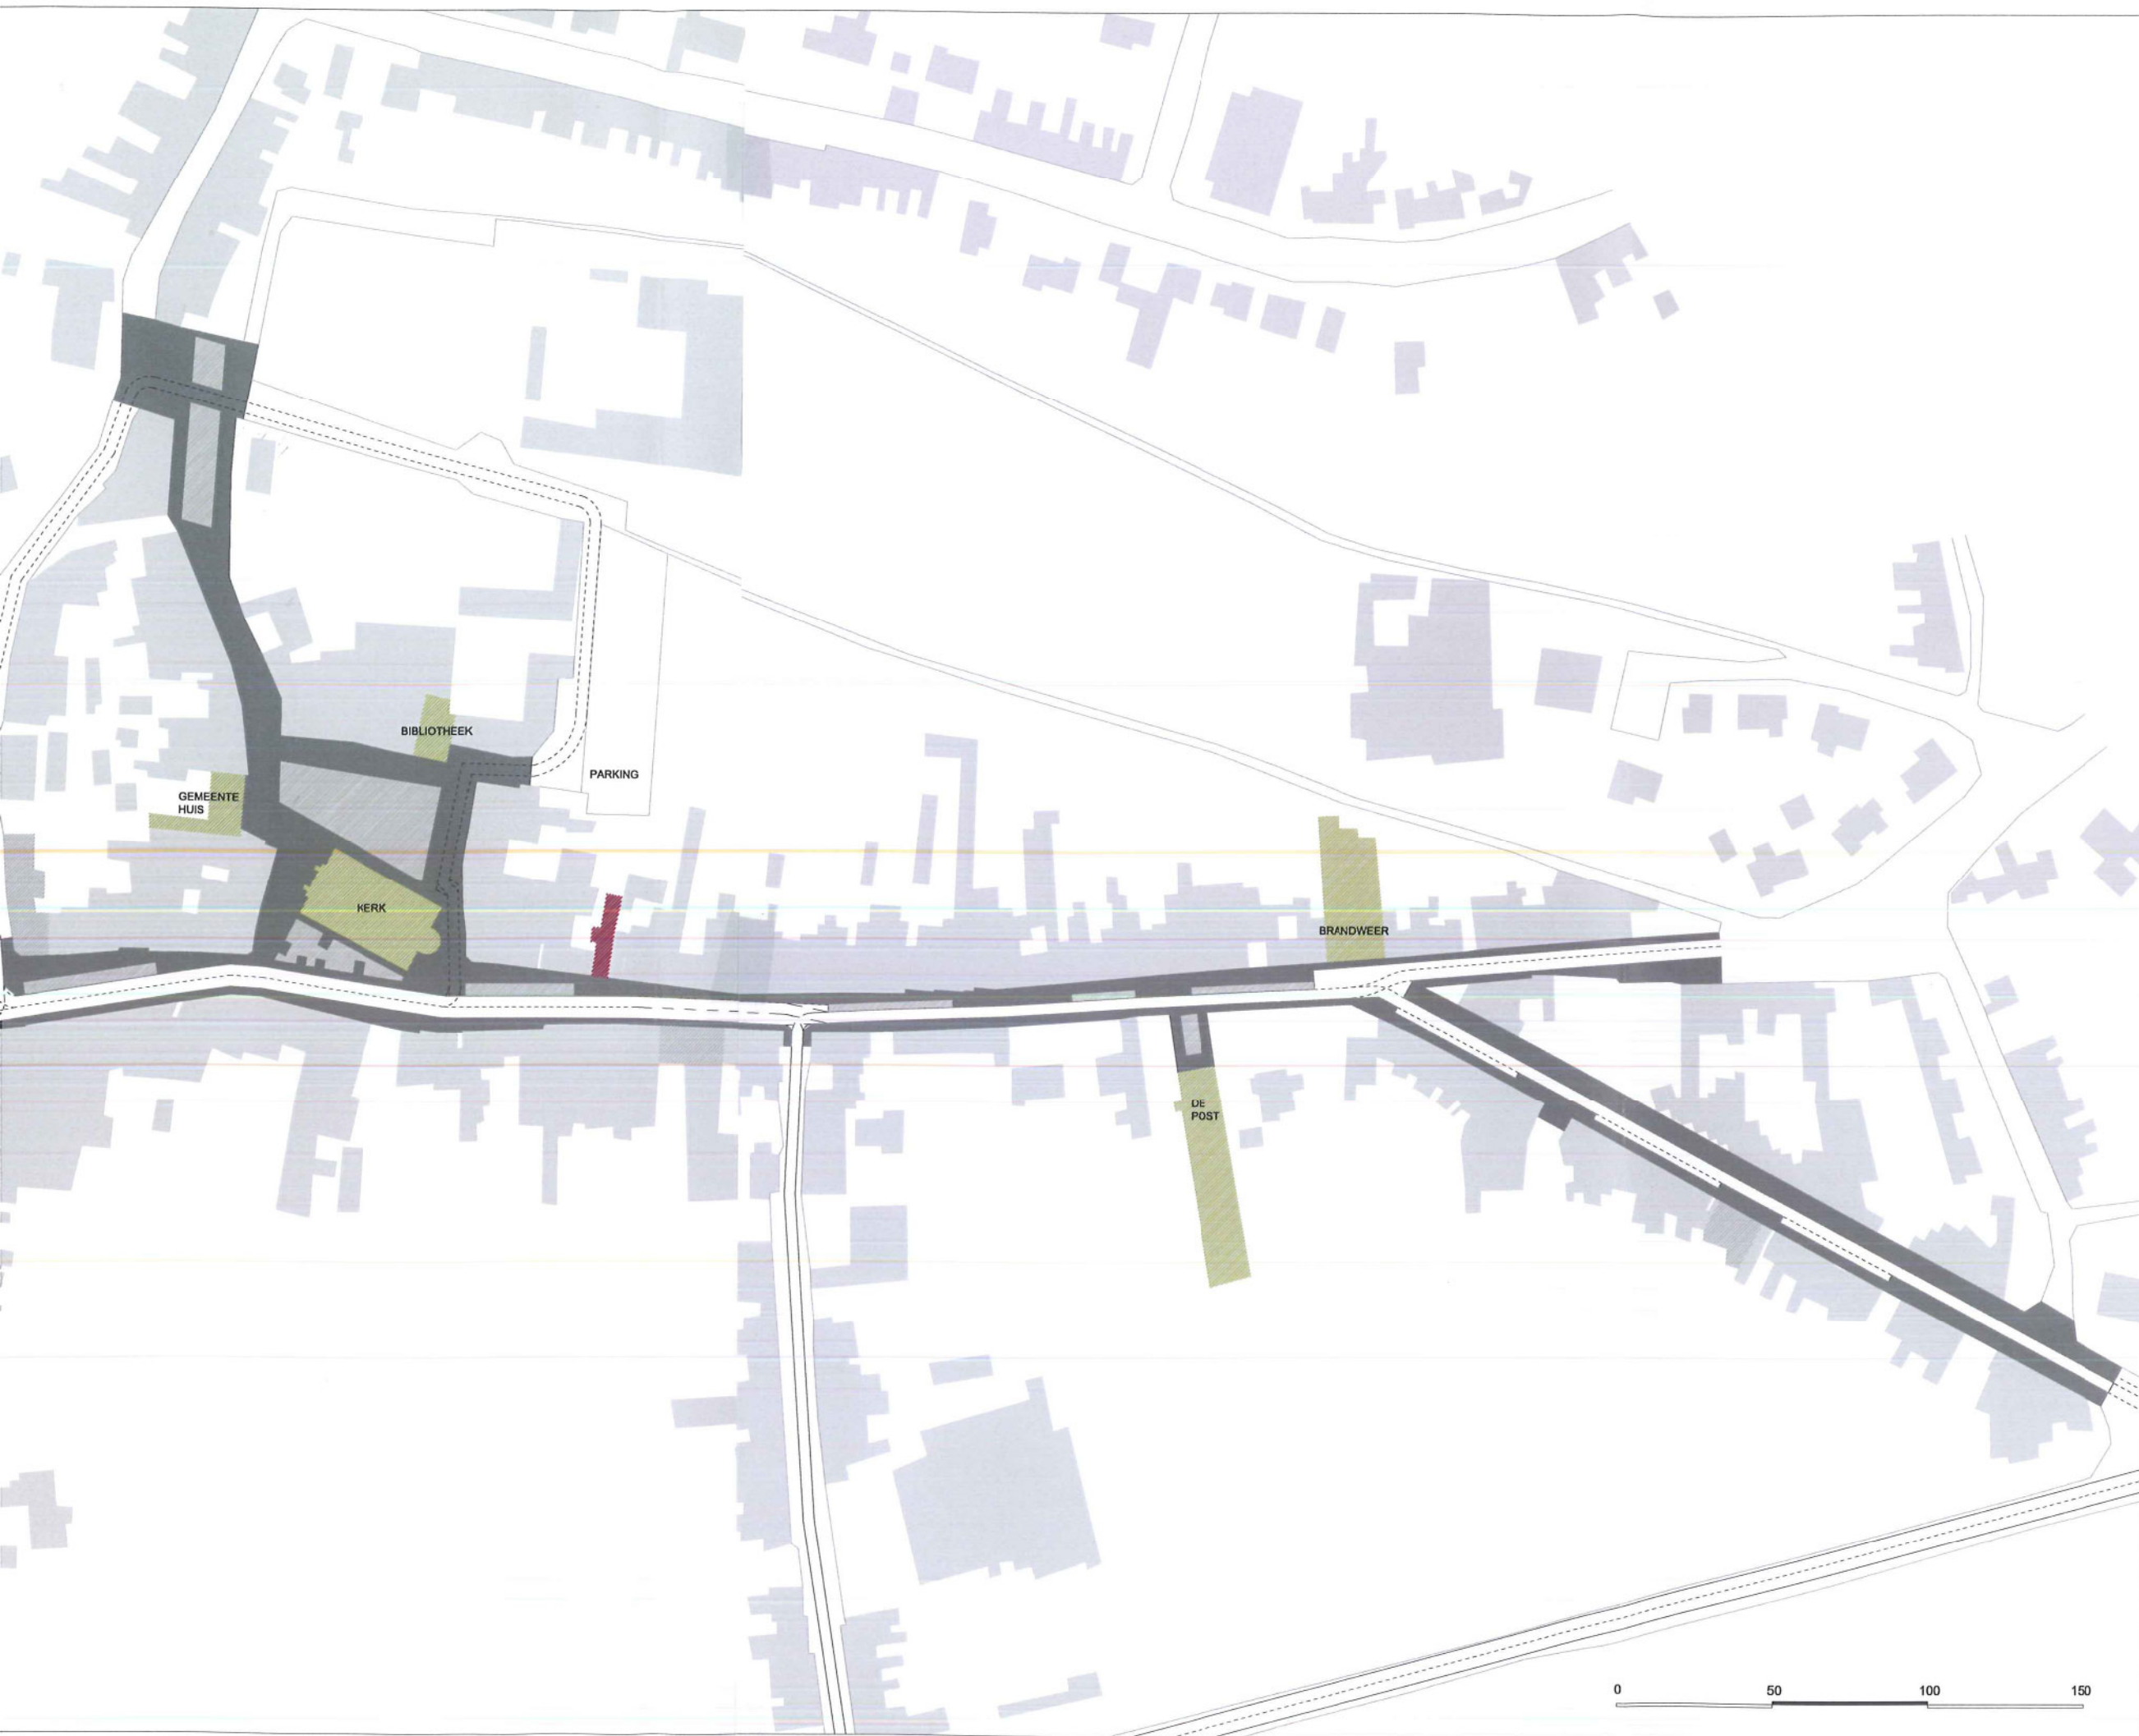 BIBLIOTHEEK
PARKING
GEMEENTE
HUIS
KERK
BRANDWEER
DE
POST
0 50 100 150